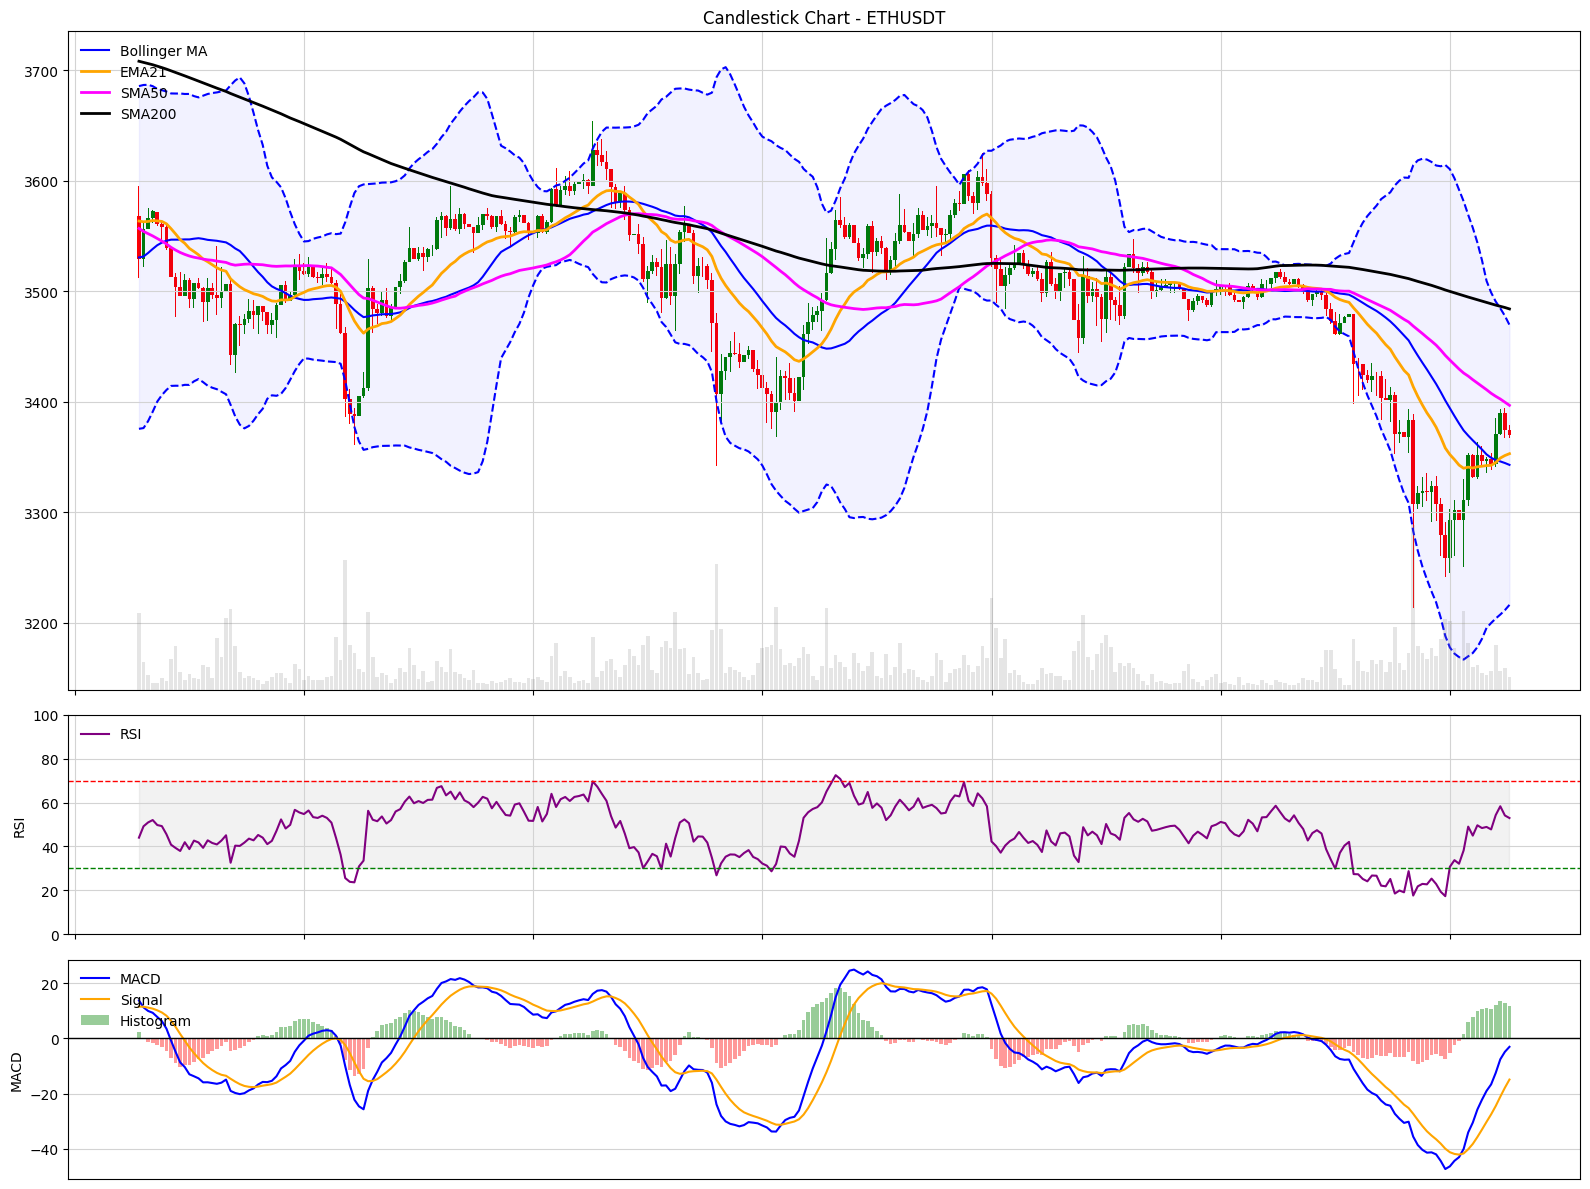 Candlestick Chart - ETHUSDT
Bollinger MA
EMA21
SMA50
SMA200
3700
3600
3500
3400
3300
3200
RSI
100
80
60
40
20
0
RSI
MACD
Signal
Histogram
20
0
−20
−40
MACD